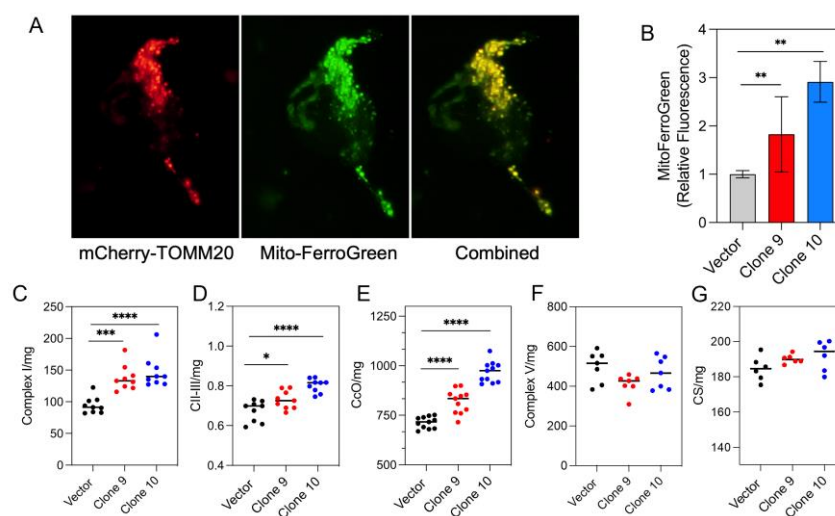 A
mCherry-TOMM20
Mito-FerroGreen
Combined
B
MitoFerroGreen
(Relative Fluorescence)
5
4
3
2
1
0
**
**
Vector
Clone 9
Clone 10
C
Complex I/mg
250
200
150
100
50
0
****
***
Vector
Clone 9
Clone 10
D
CII-III/mg
1.2
1.0
0.8
0.6
0.4
****
*
Vector
Clone 9
Clone 10
E
CcO/mg
1250
1000
750
500
****
****
Vector
Clone 9
Clone 10
F
Complex V/mg
800
600
400
200
0
Vector
Clone 9
Clone 10
G
CS/mg
220
200
180
160
130
Vector
Clone 9
Clone 10